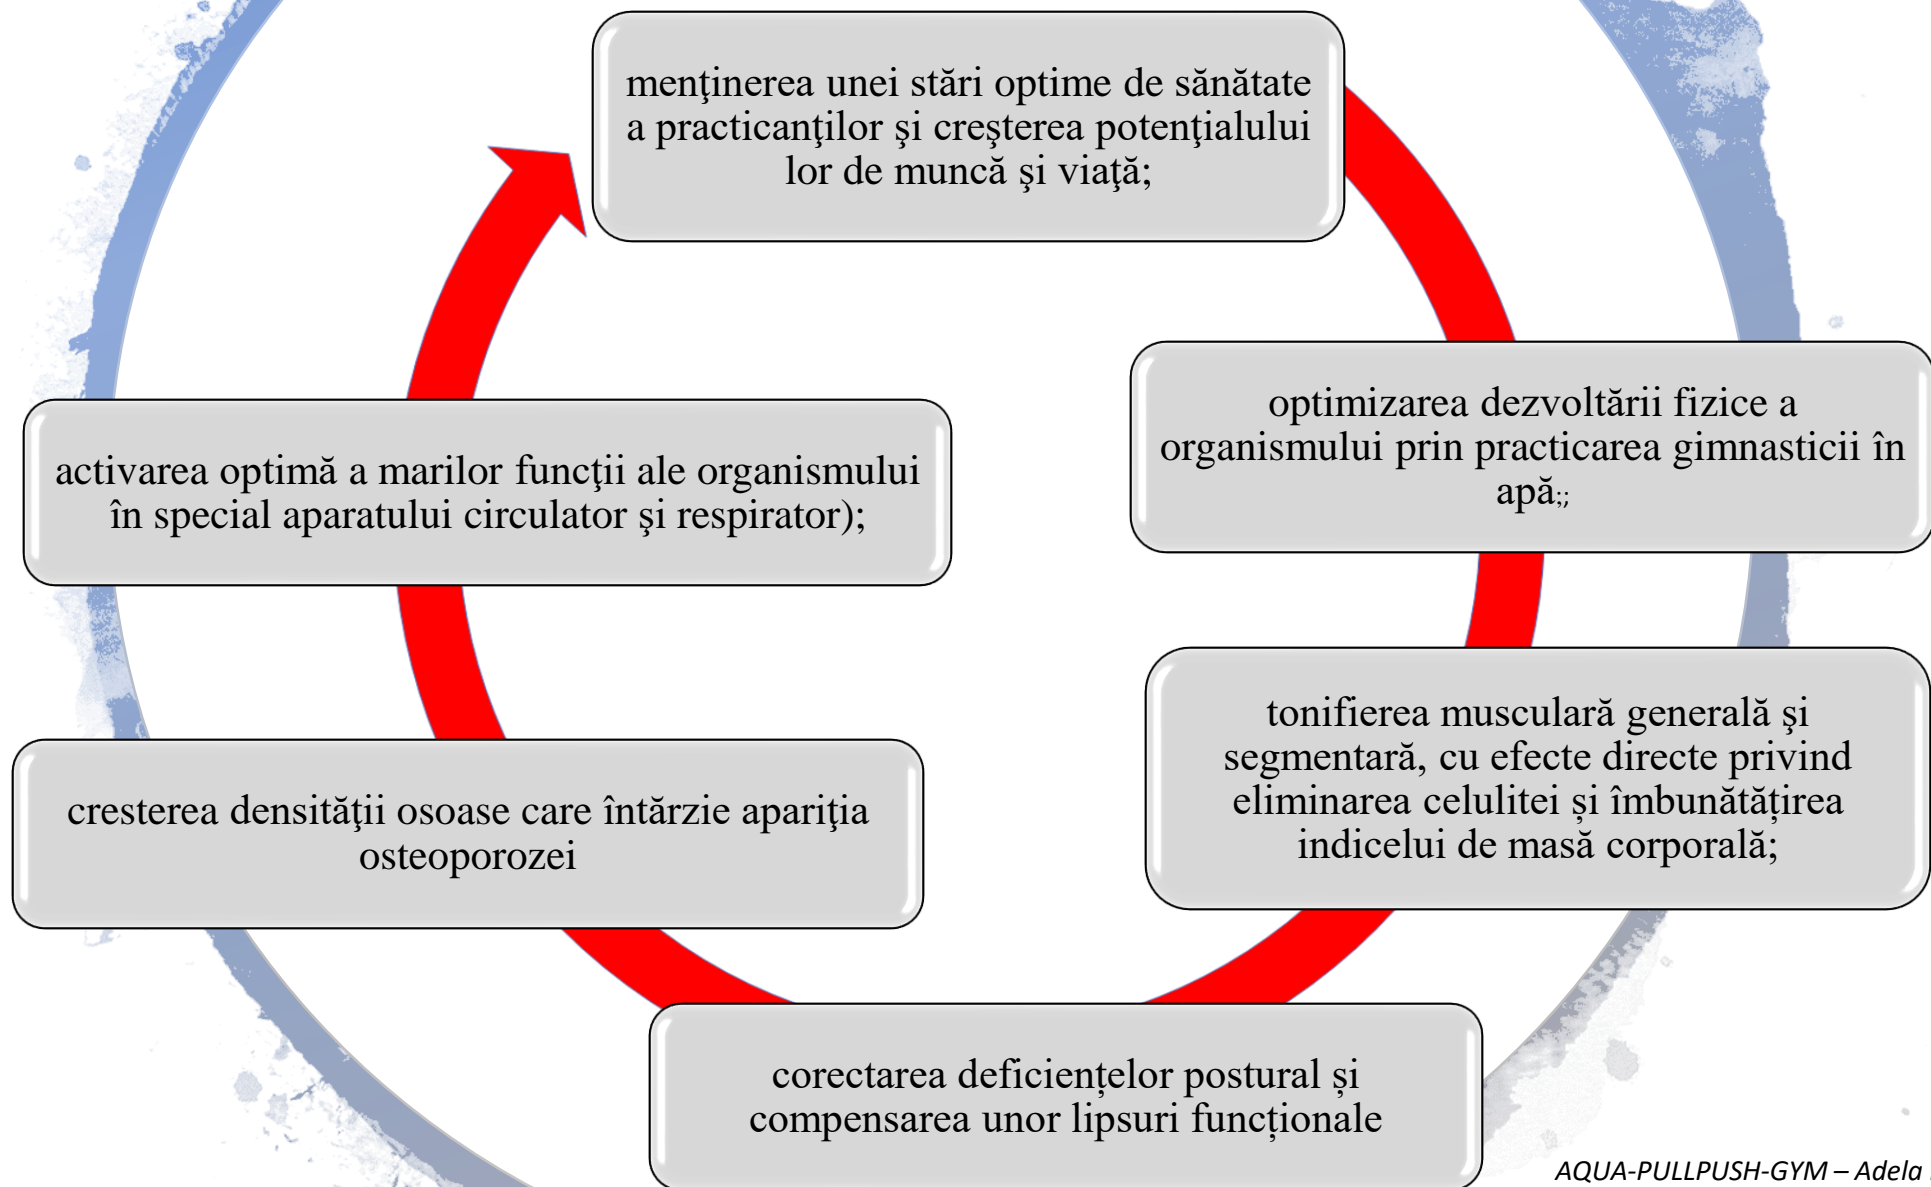 menţinerea unei stări optime de sănătate
a practicanţilor şi creşterea potenţialului
lor de muncă şi viaţă;
optimizarea dezvoltării fizice a
organismului prin practicarea gimnasticii în
apă;;
tonifierea musculară generală şi
segmentară, cu efecte directe privind
eliminarea celulitei și îmbunătățirea
indicelui de masă corporală;
corectarea deficiențelor postural și
compensarea unor lipsuri funcționale
cresterea densităţii osoase care întârzie apariţia
osteoporozei
activarea optimă a marilor funcţii ale organismului
în special aparatului circulator şi respirator);
AQUA-PULLPUSH-GYM – Adela